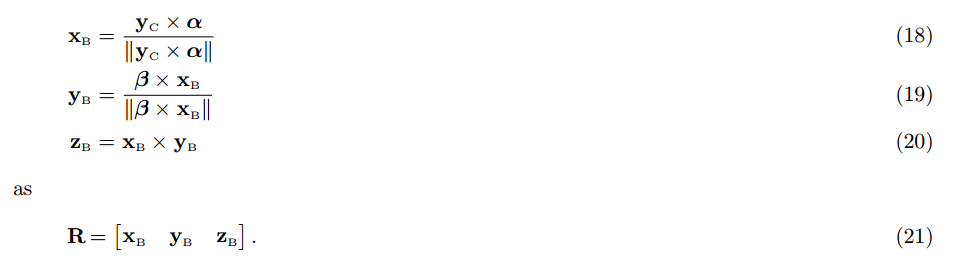 x_B = (y_C × α) / ‖y_C × α‖ (18)
y_B = (β × x_B) / ‖β × x_B‖ (19)
z_B = x_B × y_B (20)
as
R = [x_B y_B z_B]. (21)